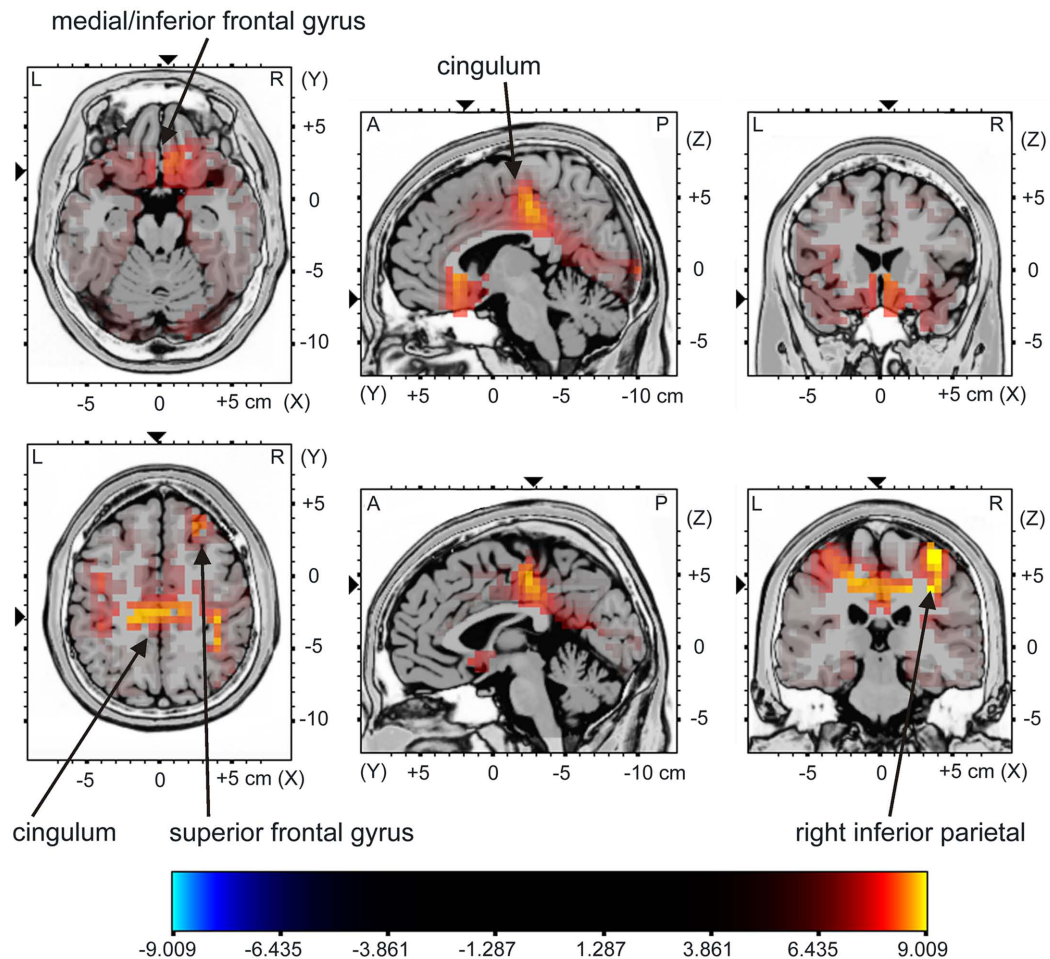 medial/inferior frontal gyrus
cingulum
L R (Y)
+5
0
-5
-10
-5 0 +5 cm (X)
A P (Z)
+5
0
-5
(Y) +5 0 -5 -10 cm
L R (Z)
+5
0
-5
-5 0 +5 cm (X)
L R (Y)
+5
0
-5
-10
-5 0 +5 cm (X)
A P (Z)
+5
0
-5
(Y) +5 0 -5 -10 cm
L R (Z)
+5
0
-5
-5 0 +5 cm (X)
cingulum
superior frontal gyrus
right inferior parietal
-9.009 -6.435 -3.861 -1.287 1.287 3.861 6.435 9.009